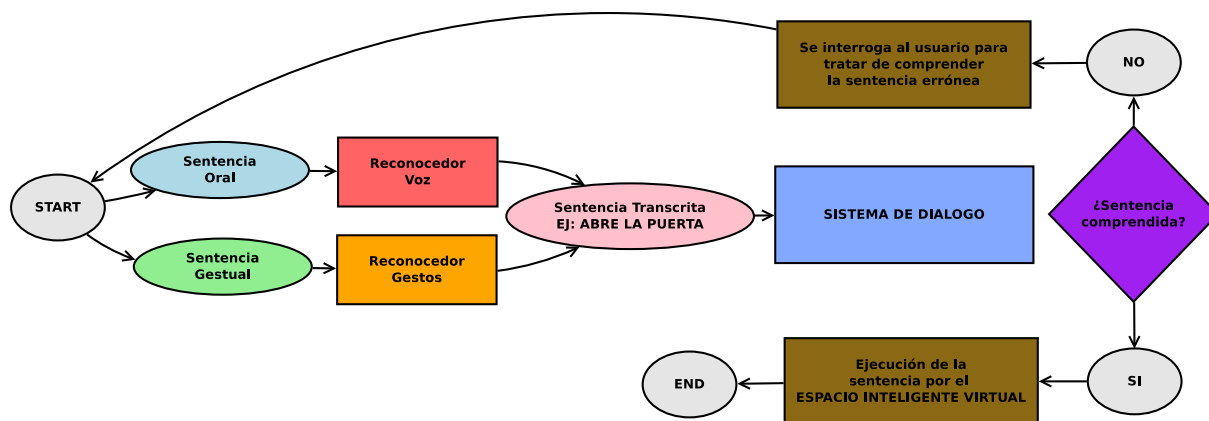 Se interroga al usuario para
tratar de comprender
la sentencia errónea
NO
START
Sentencia
Oral
Reconocedor
Voz
Sentencia Transcrita
EJ: ABRE LA PUERTA
SISTEMA DE DIALOGO
¿Sentencia
comprendida?
Sentencia
Gestual
Reconocedor
Gestos
END
Ejecución de la
sentencia por el
ESPACIO INTELIGENTE VIRTUAL
SI